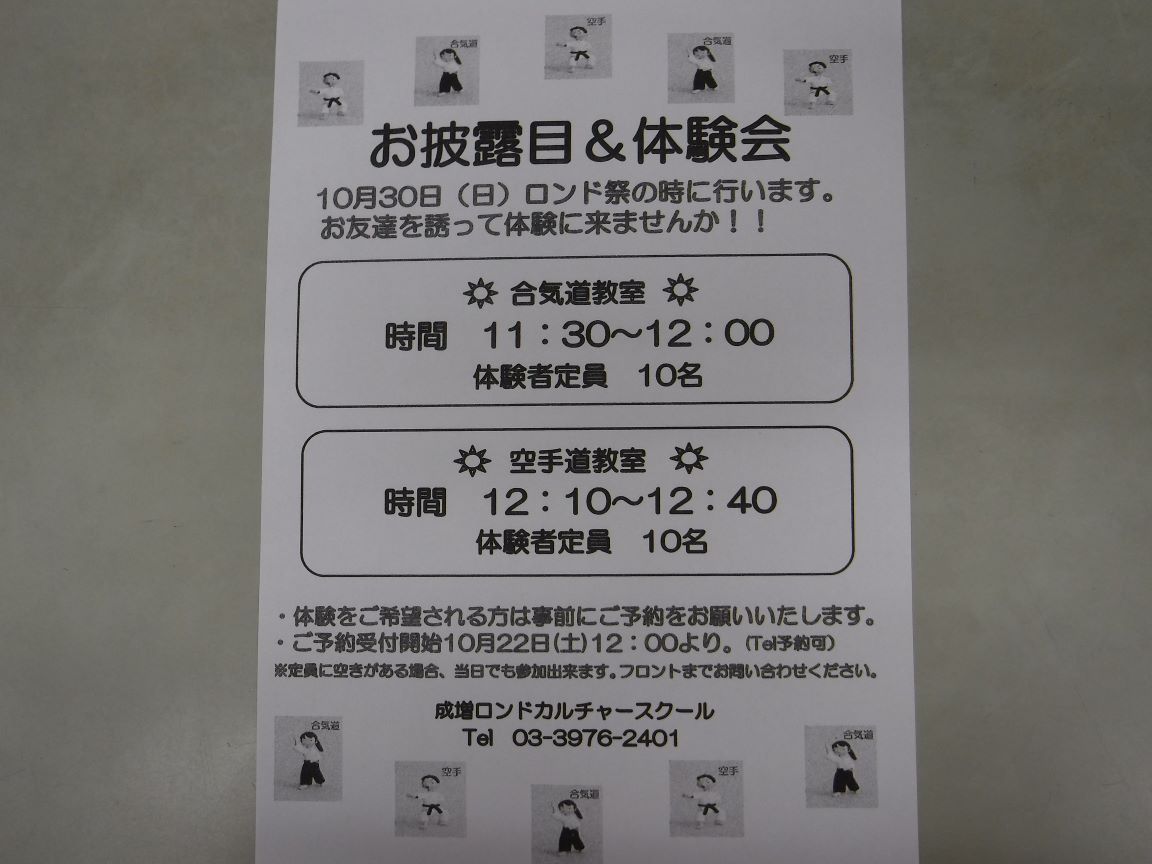 空手
合気道
合気道
空手
お披露目＆体験会
10月30日（日）ロンド祭の時に行います。
お友達を誘って体験に来ませんか！！
合気道教室
時間　11：30～12：00
体験者定員　10名
空手道教室
時間　12：10～12：40
体験者定員　10名
・体験をご希望される方は事前にご予約をお願いいたします。
・ご予約受付開始10月22日(土)12：00より。（Tel予約可）
※定員に空きがある場合、当日でも参加出来ます。フロントまでお問い合わせください。
成増ロンドカルチャースクール
Tel　03-3976-2401
合気道
空手
合気道
空手
合気道